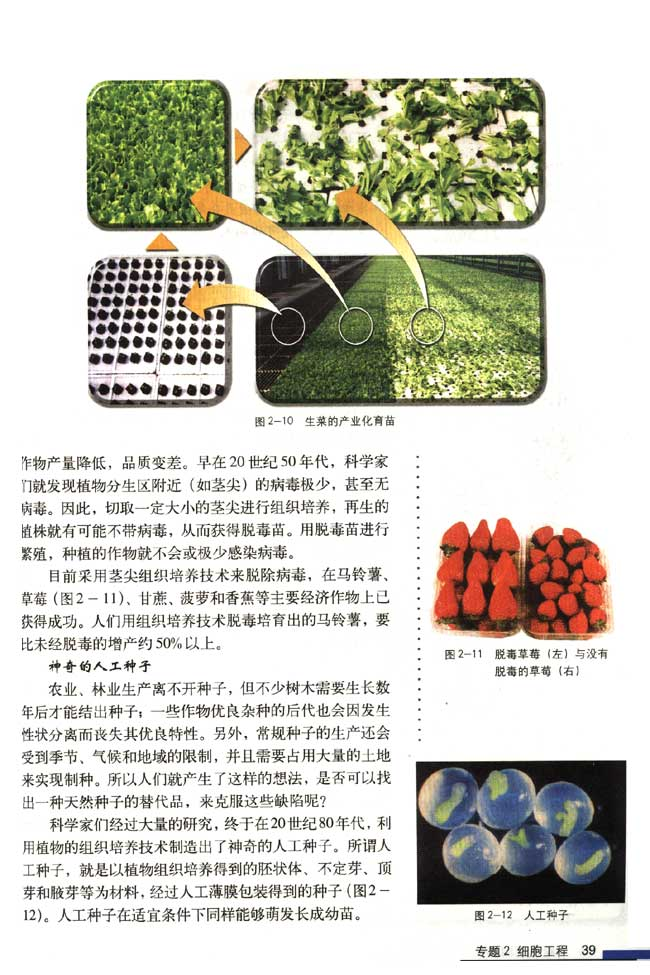 图2-10 生菜的产业化育苗
作物产量降低，品质变差。早在20世纪50年代，科学家
们就发现植物分生区附近（如茎尖）的病毒极少，甚至无
病毒。因此，切取一定大小的茎尖进行组织培养，再生的
植株就有可能不带病毒，从而获得脱毒苗。用脱毒苗进行
繁殖，种植的作物就不会或极少感染病毒。
目前采用茎尖组织培养技术来脱除病毒，在马铃薯、
草莓（图2-11）、甘蔗、菠萝和香蕉等主要经济作物上已
获得成功。人们用组织培养技术脱毒培育出的马铃薯，要
比未经脱毒的增产约50%以上。
神奇的人工种子
农业、林业生产离不开种子，但不少树木需要生长数
年后才能结出种子；一些作物优良杂种的后代也会因发生
性状分离而丧失其优良特性。另外，常规种子的生产还会
受到季节、气候和地域的限制，并且需要占用大量的土地
来实现制种。所以人们就产生了这样的想法，是否可以找
出一种天然种子的替代品，来克服这些缺陷呢？
科学家们经过大量的研究，终于在20世纪80年代，利
用植物的组织培养技术制造出了神奇的人工种子。所谓人
工种子，就是以植物组织培养得到的胚状体、不定芽、顶
芽和腋芽等为材料，经过人工薄膜包装得到的种子（图2-
12）。人工种子在适宜条件下同样能够萌发长成幼苗。
图2-11 脱毒草莓（左）与没有
脱毒的草莓（右）
图2-12 人工种子
专题2 细胞工程 39